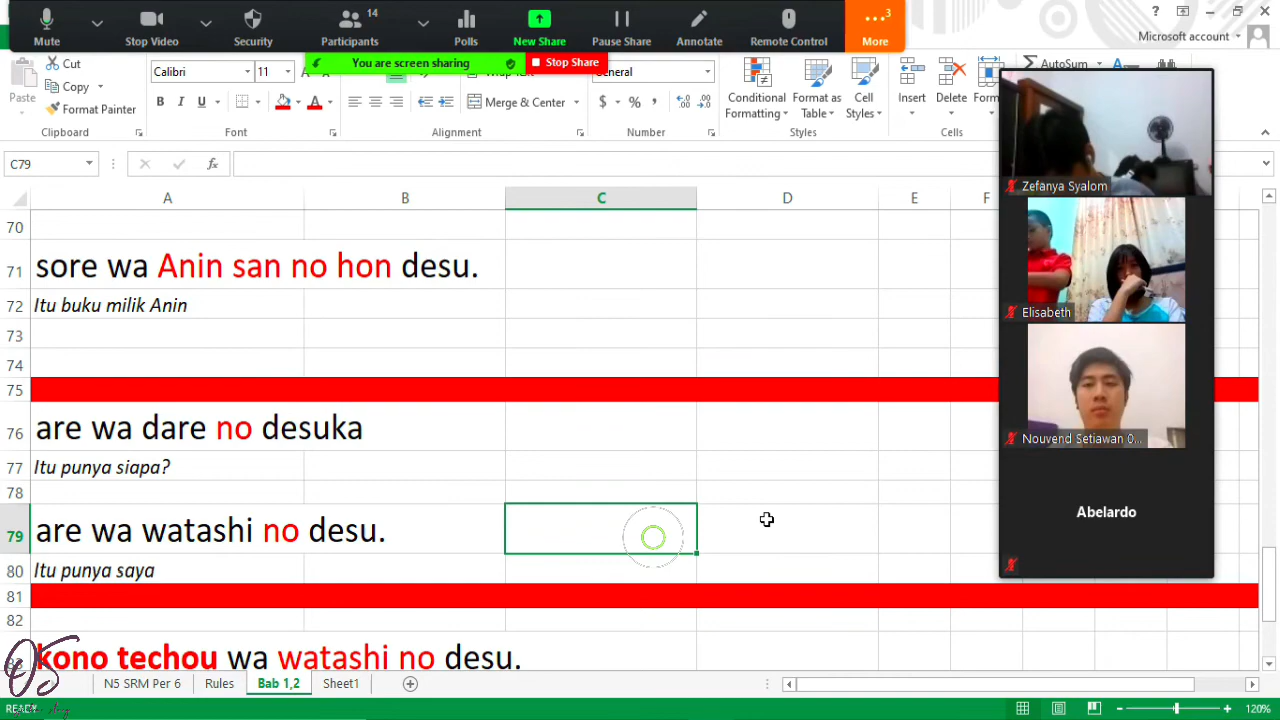 Mute
Stop Video
Security
14
Participants
Polls
New Share
Pause Share
Annotate
Remote Control
3
More
You are screen sharing
Stop Share
Microsoft account
Cut
Copy
Format Painter
Paste
Clipboard
Calibri
11
B I U
Font
Alignment
Merge & Center
General
$ % ,
Number
Conditional Formatting
Format as Table
Cell Styles
Styles
Insert
Delete
Cells
AutoSum
C79
fx
A B C D E F
70
71 sore wa Anin san no hon desu.
72 Itu buku milik Anin
73
74
75
76 are wa dare no desuka
77 Itu punya siapa?
78
79 are wa watashi no desu.
80 Itu punya saya
81
82
kono techou wa watashi no desu.
Zefanya Syalom
Elisabeth
Nouvend Setiawan 0...
Abelardo
N5 SRM Per 6
Rules
Bab 1,2
Sheet1
120%